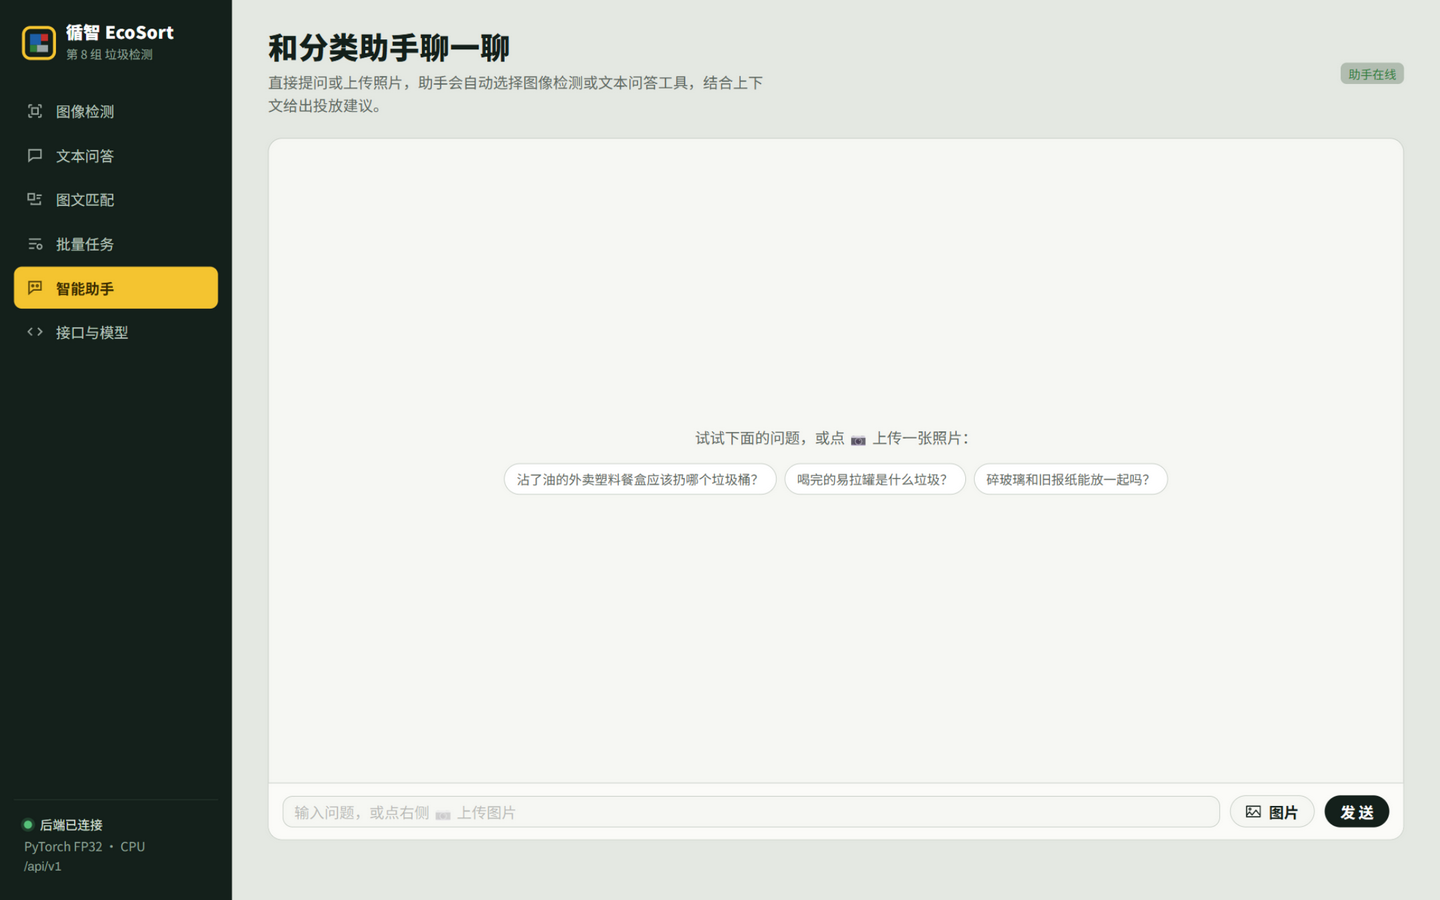 循智 EcoSort
第 8 组 垃圾检测
图像检测
文本问答
图文匹配
批量任务
智能助手
接口与模型
后端已连接
PyTorch FP32 · CPU
/api/v1
和分类助手聊一聊
直接提问或上传照片，助手会自动选择图像检测或文本问答工具，结合上下
文给出投放建议。
助手在线
试试下面的问题，或点 📷 上传一张照片：
沾了油的外卖塑料餐盒应该扔哪个垃圾桶？
喝完的易拉罐是什么垃圾？
碎玻璃和旧报纸能放一起吗？
输入问题，或点右侧 📷 上传图片
图片
发送